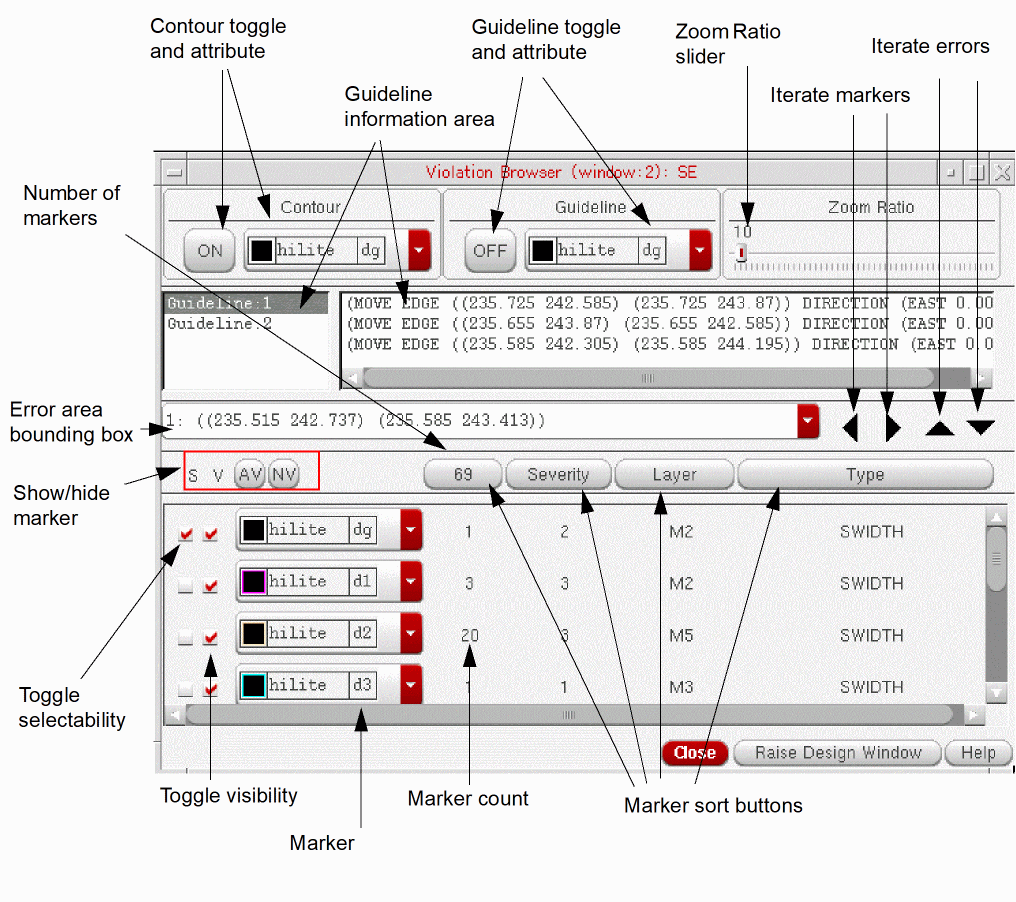 Contour toggle
and attribute
Guideline toggle
and attribute
Zoom Ratio
slider
Iterate errors
Guideline
information area
Iterate markers
Number of
markers
Violation Browser (window:2): SE
Contour
Guideline
Zoom Ratio
ON
hilite dg
OFF
hilite dg
10
Guideline:1
Guideline:2
(MOVE EDGE ((235.725 242.585) (235.725 243.87)) DIRECTION (EAST 0.00
(MOVE EDGE ((235.655 243.87) (235.655 242.585)) DIRECTION (EAST 0.00
(MOVE EDGE ((235.585 242.305) (235.585 244.195)) DIRECTION (EAST 0.0
Error area
bounding box
1: ((235.515 242.737) (235.585 243.413))
Show/hide
marker
S V AV NV 69 Severity Layer Type
hilite dg 1 2 M2 SWIDTH
hilite d1 3 3 M2 SWIDTH
hilite d2 20 3 M5 SWIDTH
hilite d3 1 1 M3 SWIDTH
Toggle
selectability
Close Raise Design Window Help
Toggle visibility
Marker count
Marker sort buttons
Marker